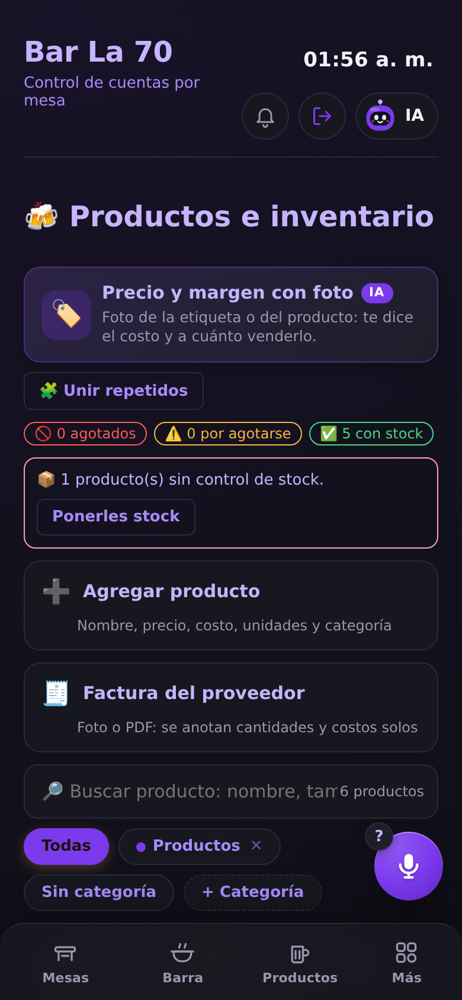 Bar La 70
01:56 a. m.
Control de cuentas por
mesa
IA
Productos e inventario
Precio y margen con foto IA
Foto de la etiqueta o del producto: te dice
el costo y a cuánto venderlo.
Unir repetidos
0 agotados
0 por agotarse
5 con stock
1 producto(s) sin control de stock.
Ponerles stock
Agregar producto
Nombre, precio, costo, unidades y categoría
Factura del proveedor
Foto o PDF: se anotan cantidades y costos solos
Buscar producto: nombre, tam 6 productos
Todas
Productos ×
?
Sin categoría
+ Categoría
Mesas
Barra
Productos
Más